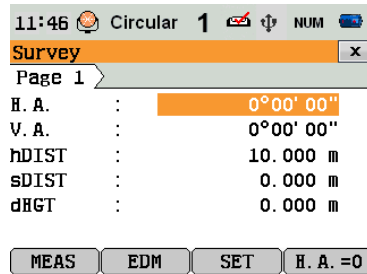 11:46 Circular 1 NUM
Survey x
Page 1
H.A. : 0°00'00"
V.A. : 0°00'00"
hDIST : 10.000 m
sDIST : 0.000 m
dHGT : 0.000 m
MEAS EDM SET H.A.=0